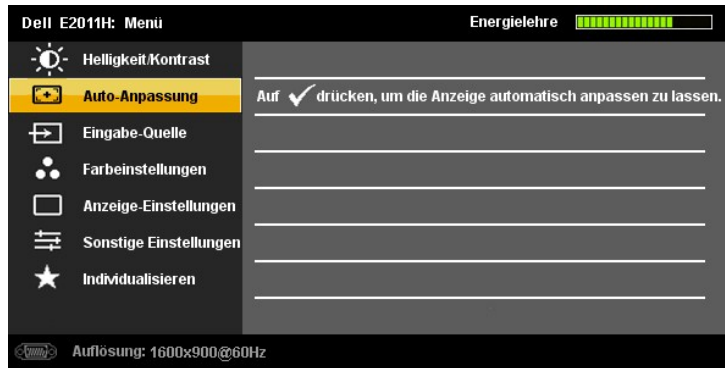 Dell E2011H: Menü
Energielehre
Helligkeit/Kontrast
Auto-Anpassung
Auf ✓ drücken, um die Anzeige automatisch anpassen zu lassen.
Eingabe-Quelle
Farbeinstellungen
Anzeige-Einstellungen
Sonstige Einstellungen
Individualisieren
Auflösung: 1600x900@60Hz